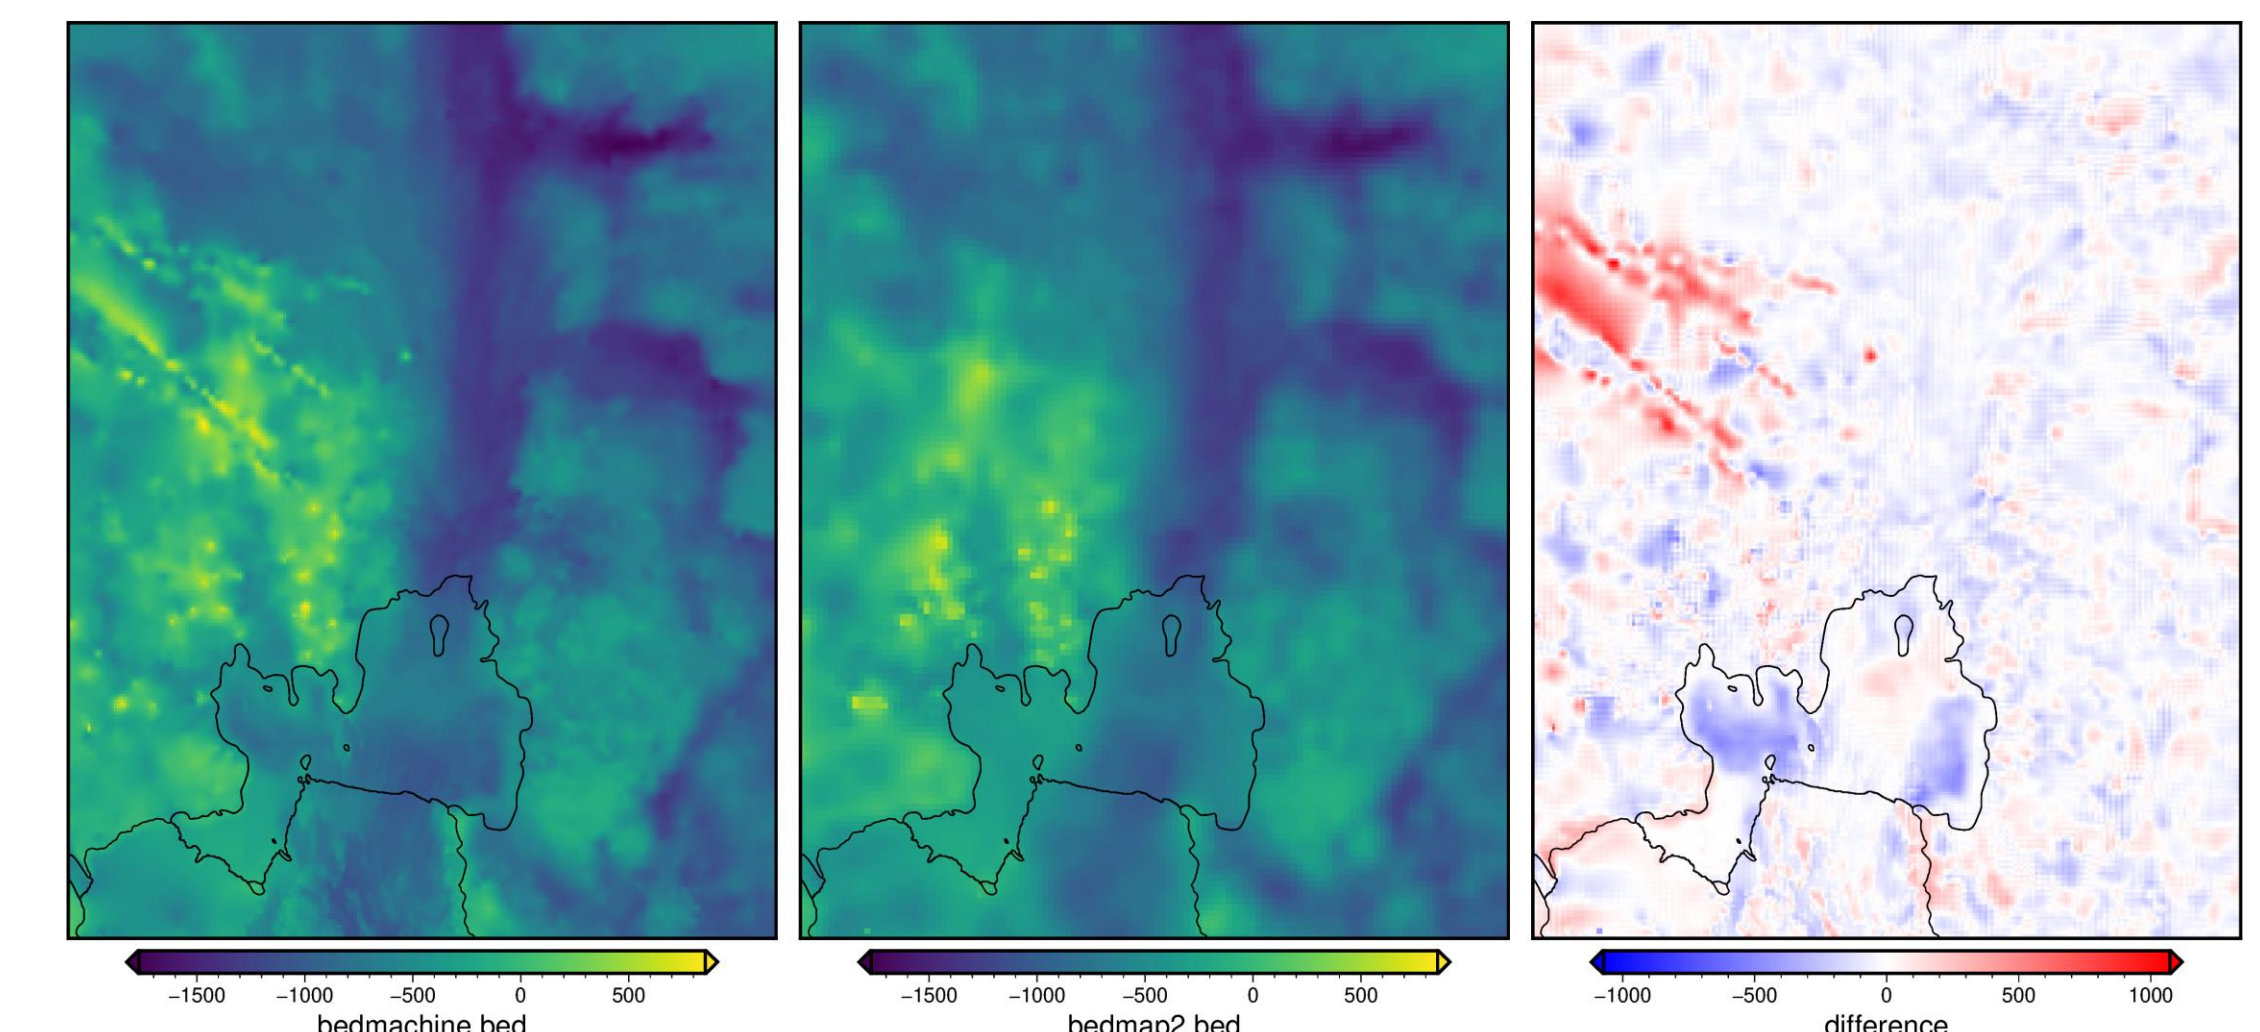 −1500 −1000 −500 0 500
bedmachine bed
−1500 −1000 −500 0 500
bedmap2 bed
−1000 −500 0 500 1000
difference